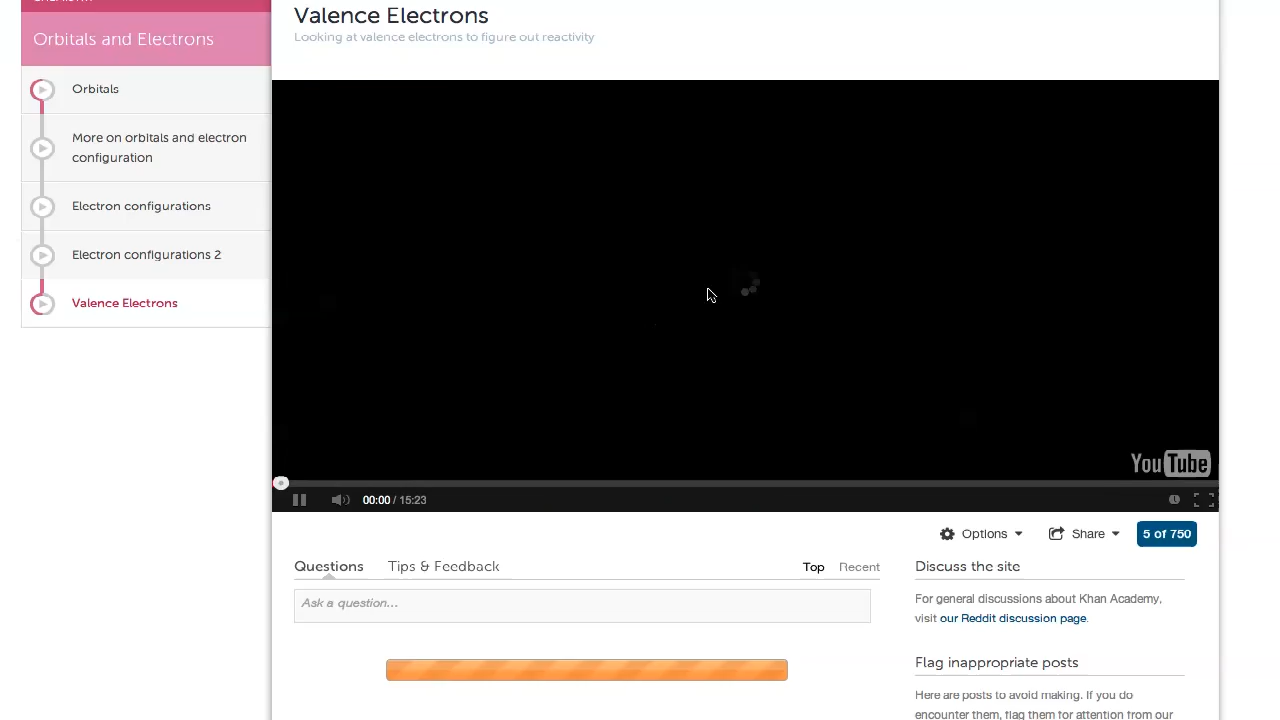 Orbitals and Electrons
Orbitals
More on orbitals and electron
configuration
Electron configurations
Electron configurations 2
Valence Electrons
Valence Electrons
Looking at valence electrons to figure out reactivity
YouTube
00:00 / 15:23
Options
Share
5 of 750
Questions
Tips & Feedback
Top
Recent
Ask a question...
Discuss the site
For general discussions about Khan Academy,
visit our Reddit discussion page.
Flag inappropriate posts
Here are posts to avoid making. If you do
encounter them, flag them for attention from our